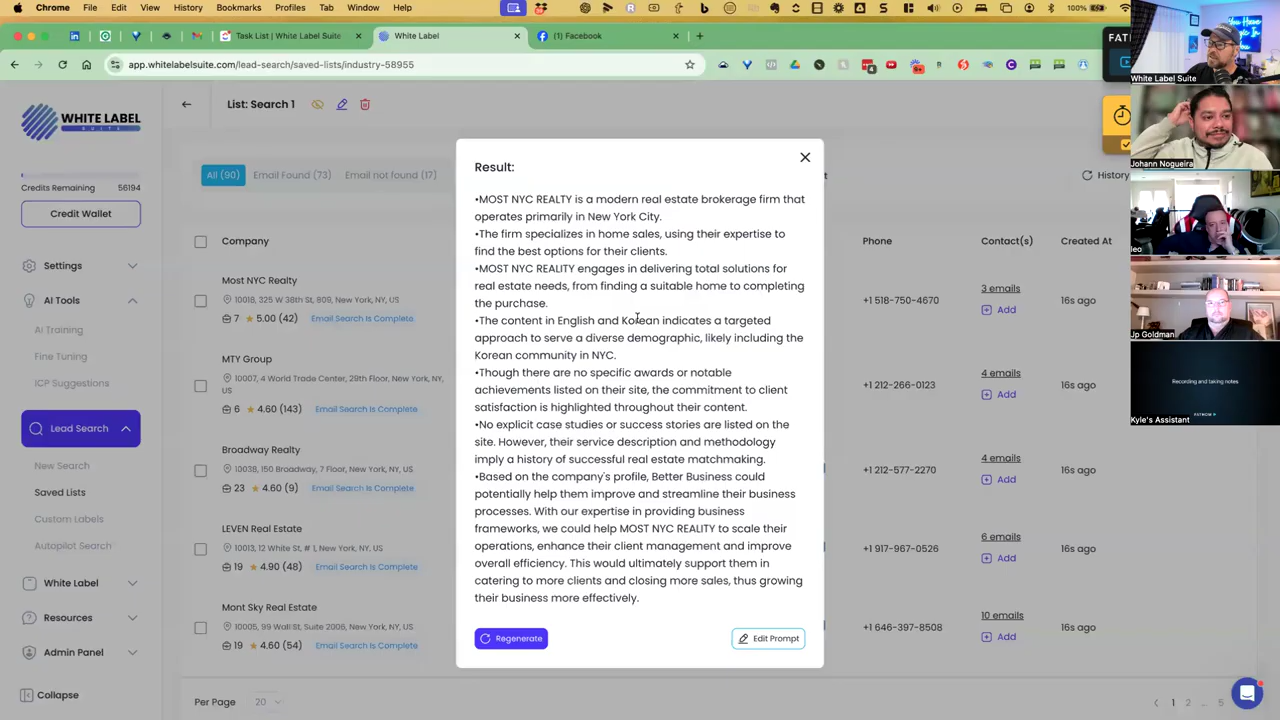 Chrome File Edit View History Bookmarks Profiles Tab Window Help 100%
Task List | White Label Suite
White Label
(1) Facebook
app.whitelabelsuite.com/lead-search/saved-lists/industry-58955
WHITE LABEL
SUITE
Credits Remaining 56194
Credit Wallet
Settings
AI Tools
AI Training
Fine Tuning
ICP Suggestions
Lead Search
New Search
Saved Lists
Custom Labels
Autopilot Search
White Label
Resources
Admin Panel
Collapse
List: Search 1
All (90) Email Found (73) Email not found (17)
History
Company
Phone Contact(s) Created At
Most NYC Realty
10018, 325 W 38th St, 809, New York, NY, US
7 5.00 (42) Email Search Is Complete
+1 518-750-4670
3 emails
Add
16s ago
MTY Group
10007, 4 World Trade Center, 29th Floor, New York, NY,
US
6 4.60 (143) Email Search Is Complete
+1 212-266-0123
4 emails
Add
16s ago
Broadway Realty
10038, 150 Broadway, 7 Floor, New York, NY, US
23 4.60 (9) Email Search Is Complete
+1 212-577-2270
4 emails
Add
16s ago
LEVEN Real Estate
10013, 12 White St, # 1, New York, NY, US
19 4.90 (48) Email Search Is Complete
+1 917-967-0526
6 emails
Add
16s ago
Mont Sky Real Estate
10005, 99 Wall St, Suite 2006, New York, NY, US
19 4.60 (54) Email Search Is Complete
+1 646-397-8508
10 emails
Add
16s ago
Per Page 20
1 2 ... 5
Result:
•MOST NYC REALTY is a modern real estate brokerage firm that
operates primarily in New York City.
•The firm specializes in home sales, using their expertise to
find the best options for their clients.
•MOST NYC REALITY engages in delivering total solutions for
real estate needs, from finding a suitable home to completing
the purchase.
•The content in English and Korean indicates a targeted
approach to serve a diverse demographic, likely including the
Korean community in NYC.
•Though there are no specific awards or notable
achievements listed on their site, the commitment to client
satisfaction is highlighted throughout their content.
•No explicit case studies or success stories are listed on the
site. However, their service description and methodology
imply a history of successful real estate matchmaking.
•Based on the company's profile, Better Business could
potentially help them improve and streamline their business
processes. With our expertise in providing business
frameworks, we could help MOST NYC REALITY to scale their
operations, enhance their client management and improve
overall efficiency. This would ultimately support them in
catering to more clients and closing more sales, thus growing
their business more effectively.
Regenerate
Edit Prompt
FAT
You Have
Magic In
You
White Label Suite
Johann Nogueira
leo
Jp Goldman
Recording and taking notes
FATHOM
Kyle's Assistant